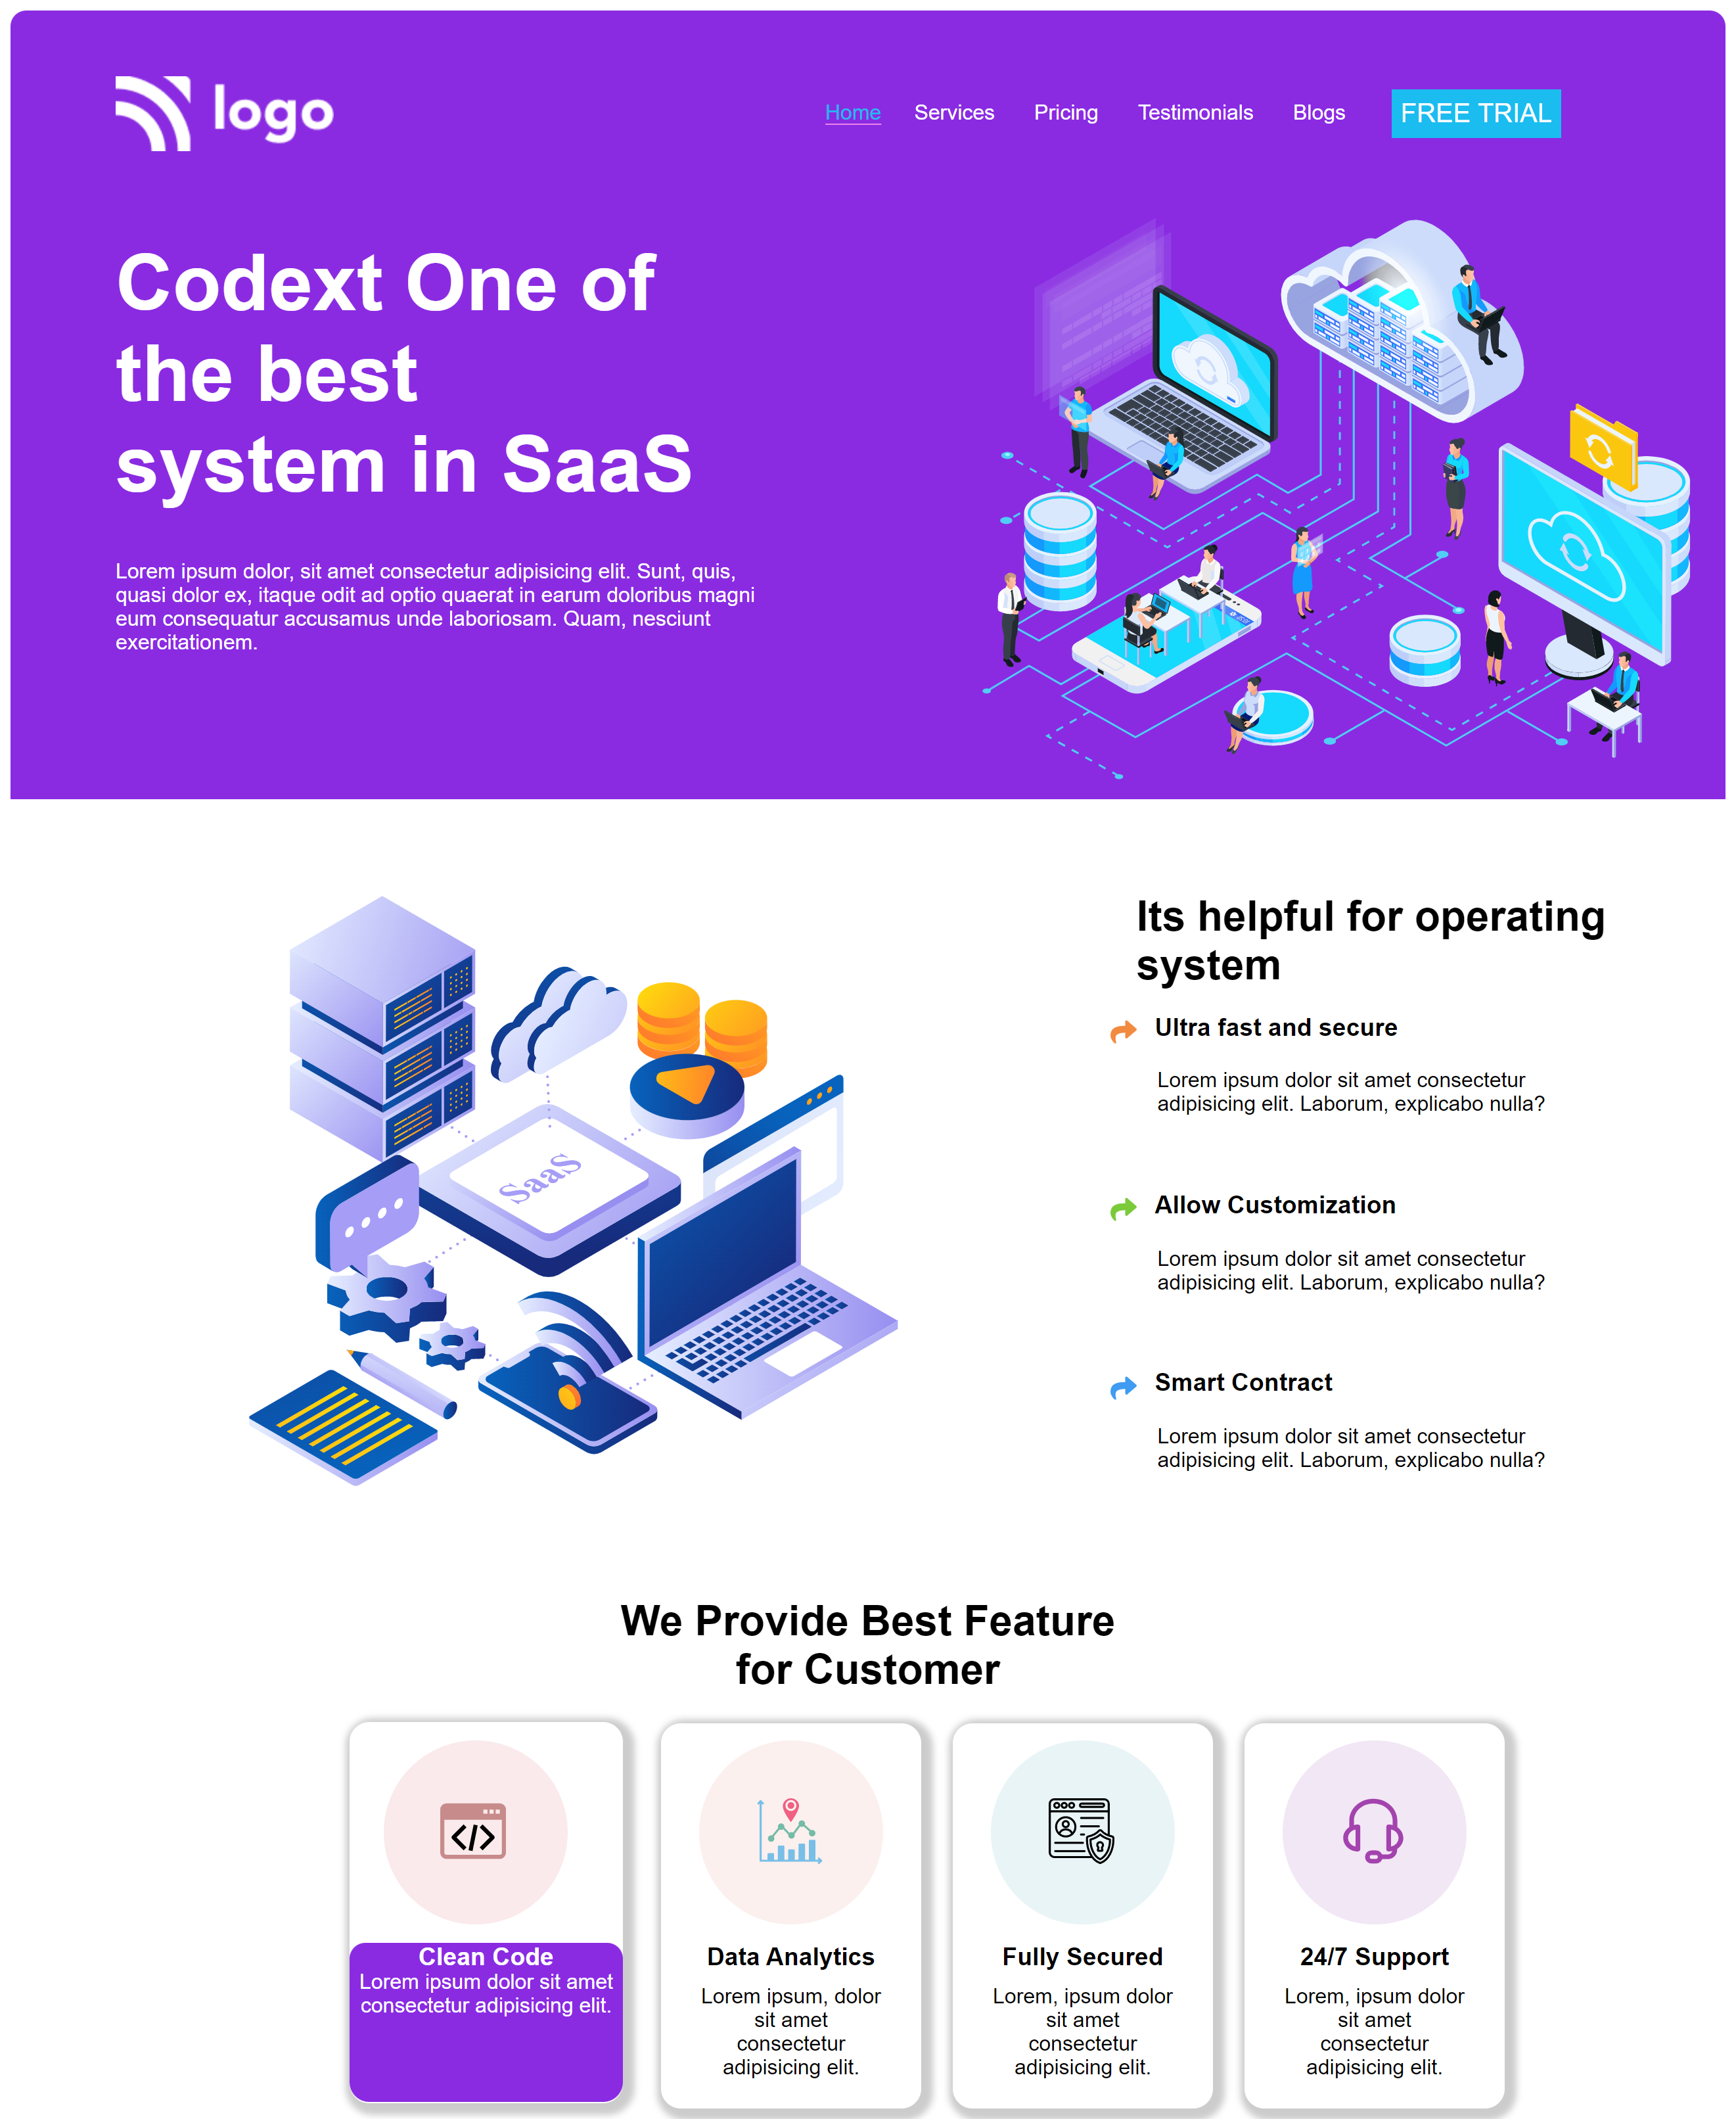 logo
Home Services Pricing Testimonials Blogs FREE TRIAL
Codext One of
the best
system in SaaS
Lorem ipsum dolor, sit amet consectetur adipisicing elit. Sunt, quis,
quasi dolor ex, itaque odit ad optio quaerat in earum doloribus magni
eum consequatur accusamus unde laboriosam. Quam, nesciunt
exercitationem.
SaaS
Its helpful for operating
system
Ultra fast and secure
Lorem ipsum dolor sit amet consectetur
adipisicing elit. Laborum, explicabo nulla?
Allow Customization
Lorem ipsum dolor sit amet consectetur
adipisicing elit. Laborum, explicabo nulla?
Smart Contract
Lorem ipsum dolor sit amet consectetur
adipisicing elit. Laborum, explicabo nulla?
We Provide Best Feature
for Customer
</>
Clean Code
Lorem ipsum dolor sit amet
consectetur adipisicing elit.
Data Analytics
Lorem ipsum, dolor
sit amet
consectetur
adipisicing elit.
Fully Secured
Lorem, ipsum dolor
sit amet
consectetur
adipisicing elit.
24/7 Support
Lorem, ipsum dolor
sit amet
consectetur
adipisicing elit.